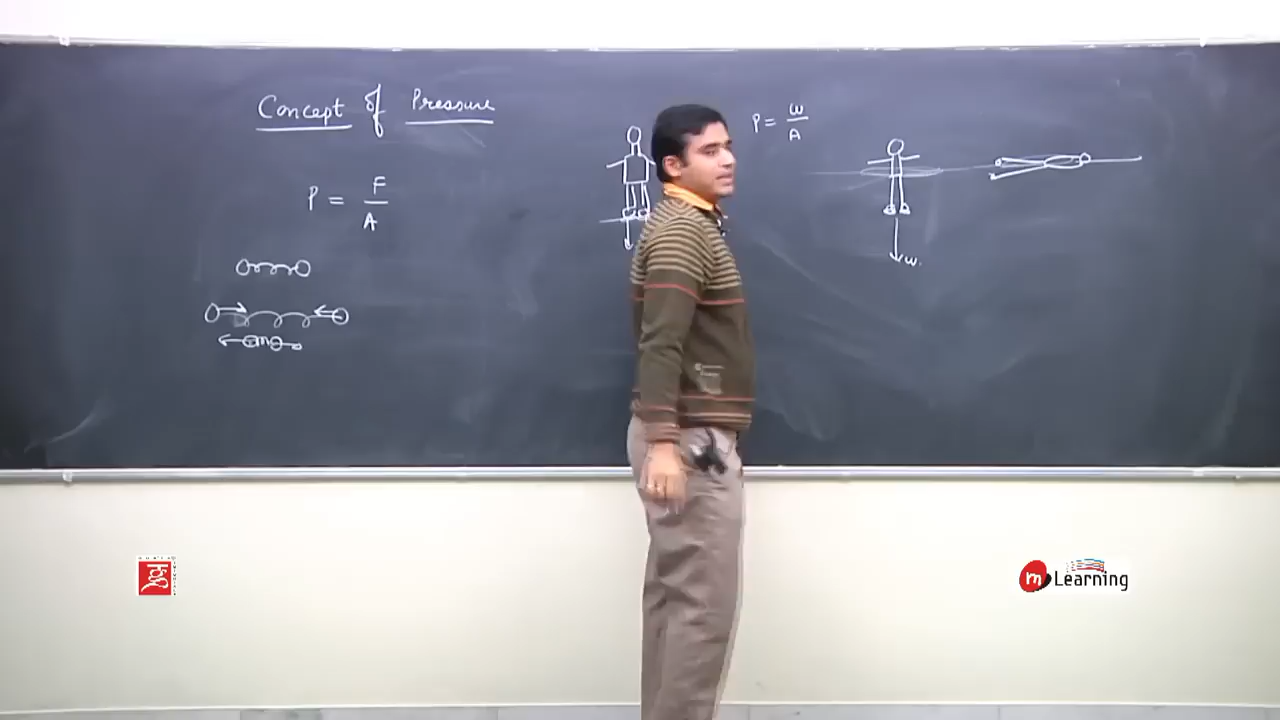 Concept of Pressure
P = F/A
P = W/A
w.
m Learning